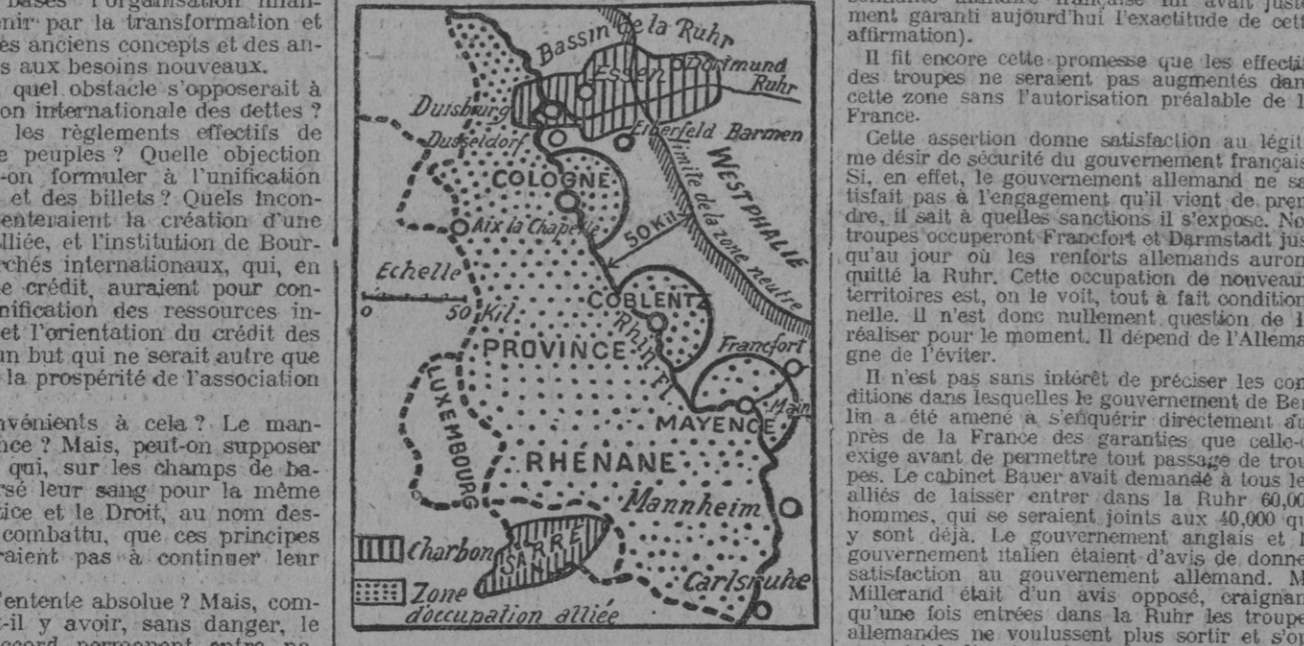 nir par la transformation et
es anciens concepts et des an-
s aux besoins nouveaux.
quel obstacle s'opposerait à
on internationale des dettes ?
les règlements effectifs de
e peuples ? Quelle objection
-on formuler à l'unification
et des billets ? Quels incon-
enteraient la création d'une
lliée, et l'institution de Bour-
chés internationaux, qui, en
e crédit, auraient pour con-
nification des ressources in-
et l'orientation du crédit des
un but qui ne serait autre que
la prospérité de l'association
nvénients à cela ? Le man-
nce ? Mais, peut-on supposer
qui, sur les champs de ba-
sé leur sang pour la même
tice et le Droit, au nom des-
combattu, que ces principes
raient pas à continuer leur
'entente absolue ? Mais, com-
t-il y avoir, sans danger, le
Bassin de la Ruhr
Essen
Dortmund
Ruhr
Duisburg
Dusseldorf
Elberfeld Barmen
COLOGNE
WESTPHALIE
limite de la zone neutre
Aix la Chapelle
50 Kil
Echelle
0 50 Kil.
COBLENTZ
Rhin Fl.
PROVINCE
Francfort
LUXEMBOURG
Main
MAYENCE
RHÉNANE
Mannheim
SARRE
Charbon
Carlsruhe
Zone
d'occupation alliée
ment garanti aujourd'hui l'exactitude de cett
affirmation).
Il fit encore cette promesse que les effecti
des troupes ne seraient pas augmentés dan
cette zone sans l'autorisation préalable de l
France.
Cette assertion donne satisfaction au légit
me désir de sécurité du gouvernement français
Si, en effet, le gouvernement allemand ne sa
tisfait pas à l'engagement qu'il vient de pren
dre, il sait à quelles sanctions il s'expose. No
troupes occuperont Francfort et Darmstadt jus
qu'au jour où les renforts allemands auron
quitté la Ruhr. Cette occupation de nouveau
territoires est, on le voit, tout à fait condition
nelle. Il n'est donc nullement question de l
réaliser pour le moment. Il dépend de l'Allema
gne de l'éviter.
Il n'est pas sans intérêt de préciser les con
ditions dans lesquelles le gouvernement de Ber
lin a été amené à s'enquérir directement au
près de la France des garanties que celle-c
exige avant de permettre tout passage de trou
pes. Le cabinet Bauer avait demandé à tous le
alliés de laisser entrer dans la Ruhr 60,00
hommes, qui se seraient joints aux 40,000 qu
y sont déjà. Le gouvernement anglais et l
gouvernement italien étaient d'avis de donne
satisfaction au gouvernement allemand. M
Millerand était d'un avis opposé, craignan
qu'une fois entrées dans la Ruhr les troupe
allemandes ne voulussent plus sortir et s'o